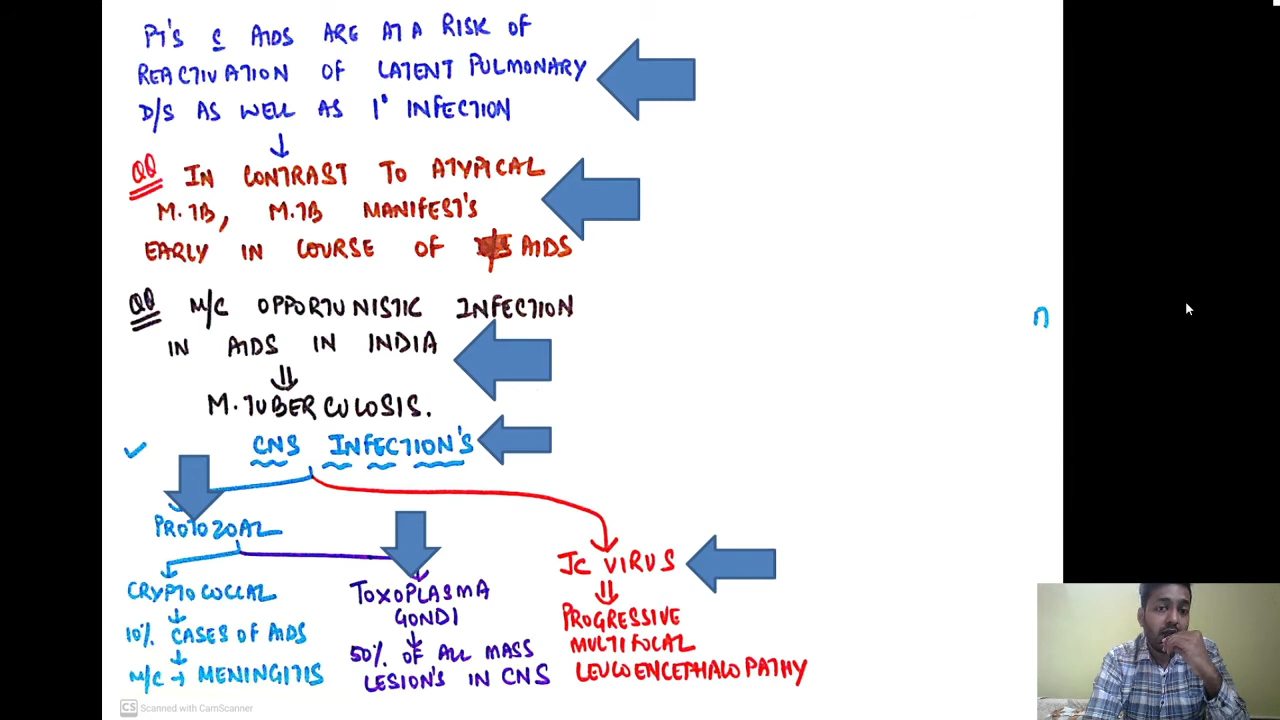 PT'S C̄ AIDS ARE AT A RISK OF
REACTIVATION OF LATENT PULMONARY
D/S AS WELL AS 1° INFECTION
QQ IN CONTRAST TO ATYPICAL
M.TB, M.TB MANIFEST'S
EARLY IN COURSE OF AIDS
QQ M/C OPPORTUNISTIC INFECTION
IN AIDS IN INDIA
M.TUBERCULOSIS.
CNS INFECTION'S
PROTOZOAL
JC VIRUS
CRYPTOCOCCAL
10% CASES OF AIDS
M/C → MENINGITIS
TOXOPLASMA
GONDI
50% OF ALL MASS
LESION'S IN CNS
PROGRESSIVE
MULTIFOCAL
LEUCOENCEPHALOPATHY
n
CS Scanned with CamScanner